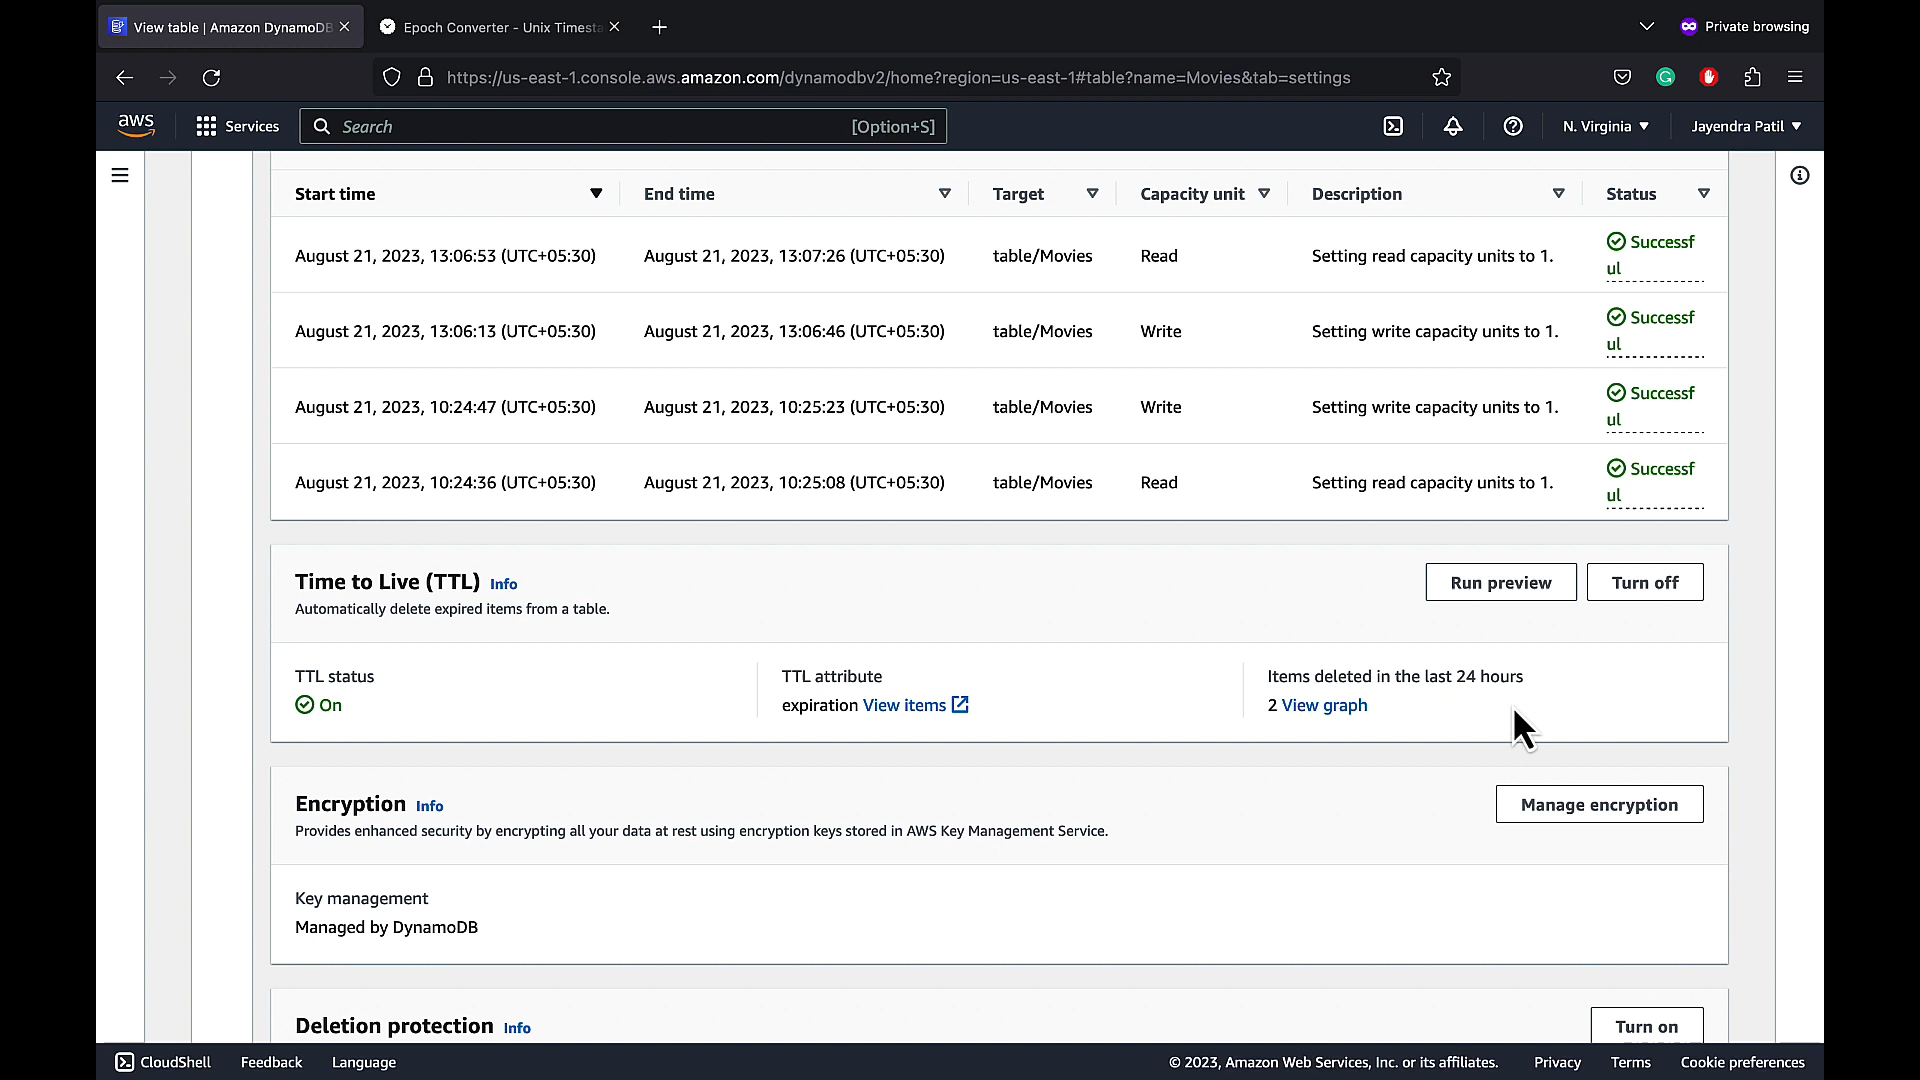 View table | Amazon DynamoDB
Epoch Converter - Unix Timesta
Private browsing
https://us-east-1.console.aws.amazon.com/dynamodbv2/home?region=us-east-1#table?name=Movies&tab=settings
aws Services Search [Option+S] N. Virginia Jayendra Patil
Start time End time Target Capacity unit Description Status
August 21, 2023, 13:06:53 (UTC+05:30) August 21, 2023, 13:07:26 (UTC+05:30) table/Movies Read Setting read capacity units to 1. Successf
ul
August 21, 2023, 13:06:13 (UTC+05:30) August 21, 2023, 13:06:46 (UTC+05:30) table/Movies Write Setting write capacity units to 1. Successf
ul
August 21, 2023, 10:24:47 (UTC+05:30) August 21, 2023, 10:25:23 (UTC+05:30) table/Movies Write Setting write capacity units to 1. Successf
ul
August 21, 2023, 10:24:36 (UTC+05:30) August 21, 2023, 10:25:08 (UTC+05:30) table/Movies Read Setting read capacity units to 1. Successf
ul
Time to Live (TTL) Info Run preview Turn off
Automatically delete expired items from a table.
TTL status TTL attribute Items deleted in the last 24 hours
On expiration View items 2 View graph
Encryption Info Manage encryption
Provides enhanced security by encrypting all your data at rest using encryption keys stored in AWS Key Management Service.
Key management
Managed by DynamoDB
Deletion protection Info Turn on
CloudShell Feedback Language © 2023, Amazon Web Services, Inc. or its affiliates. Privacy Terms Cookie preferences